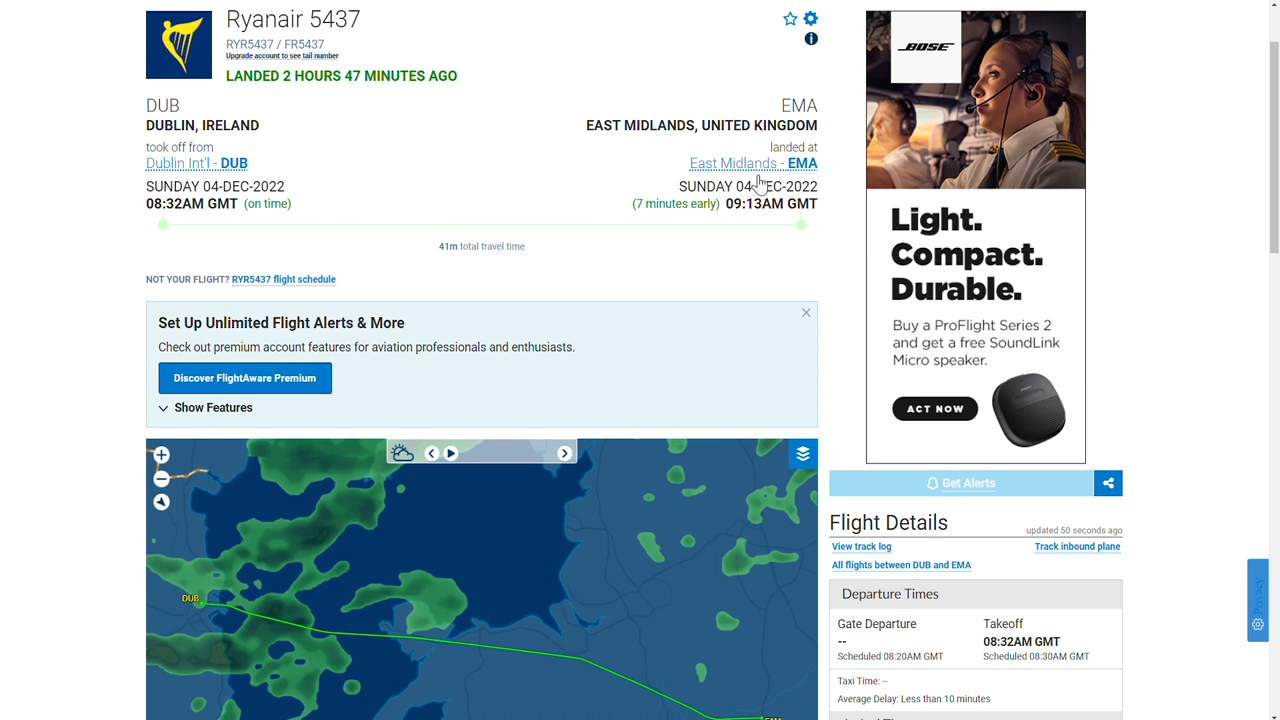 Ryanair 5437
RYR5437 / FR5437
Upgrade account to see tail number
LANDED 2 HOURS 47 MINUTES AGO
DUB
DUBLIN, IRELAND
took off from
Dublin Int'l - DUB
SUNDAY 04-DEC-2022
08:32AM GMT (on time)
EMA
EAST MIDLANDS, UNITED KINGDOM
landed at
East Midlands - EMA
SUNDAY 04-DEC-2022
(7 minutes early) 09:13AM GMT
41m total travel time
NOT YOUR FLIGHT? RYR5437 flight schedule
Set Up Unlimited Flight Alerts & More
Check out premium account features for aviation professionals and enthusiasts.
Discover FlightAware Premium
Show Features
DUB
EMA
BOSE
Light.
Compact.
Durable.
Buy a ProFlight Series 2
and get a free SoundLink
Micro speaker.
ACT NOW
Get Alerts
Flight Details
updated 50 seconds ago
View track log
Track inbound plane
All flights between DUB and EMA
Departure Times
Gate Departure
--
Scheduled 08:20AM GMT
Takeoff
08:32AM GMT
Scheduled 08:30AM GMT
Taxi Time: --
Average Delay: Less than 10 minutes
Privacy